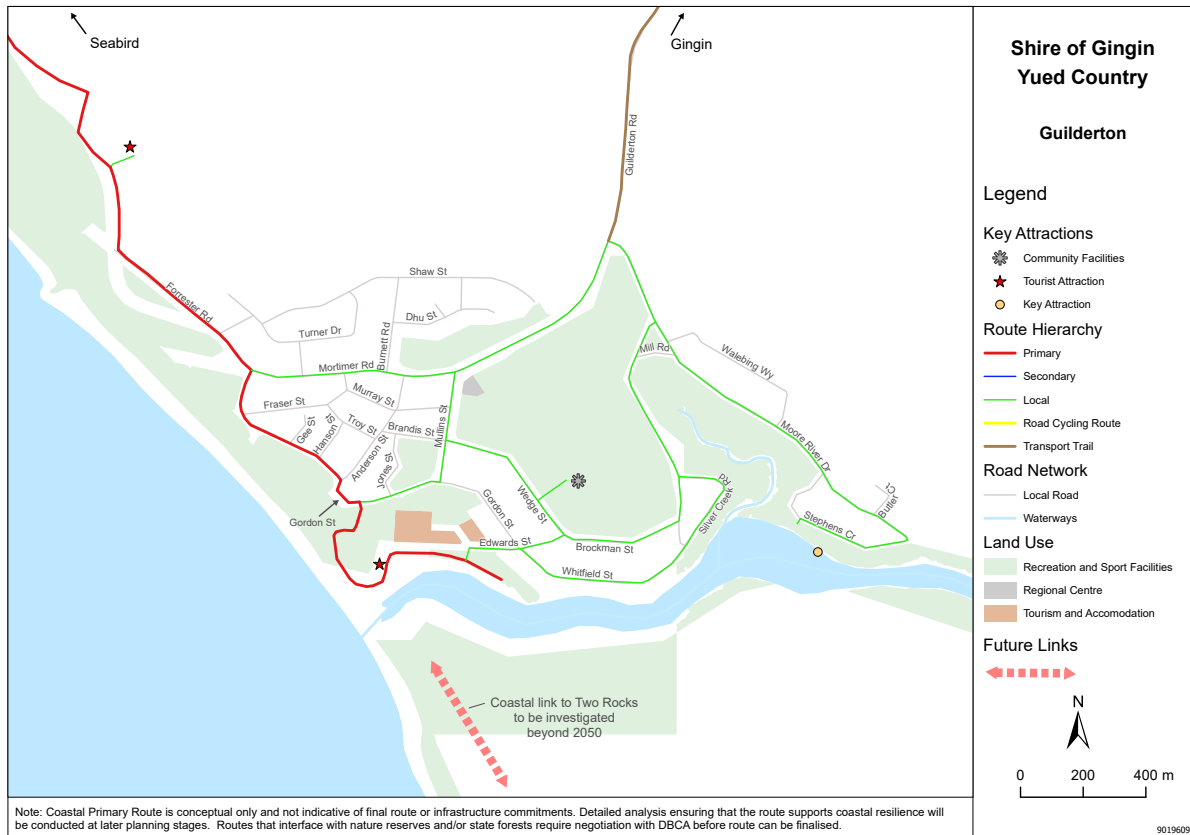 Seabird
Gingin
Guilderton Rd
Forrester Rd
Shaw St
Dhu St
Turner Dr
Burnett Rd
Mortimer Rd
Mill Rd
Walebing Wy
Murray St
Fraser St
Gee St
Hanson St
Troy St
Brandis St
Mullins St
Anderson St
Jones St
Moore River Dr
Gordon St
Gordon St
Wedge St
Silver Creek Rd
Butler Ct
Stephens Cr
Edwards St
Brockman St
Whitfield St
Coastal link to Two Rocks
to be investigated
beyond 2050
Note: Coastal Primary Route is conceptual only and not indicative of final route or infrastructure commitments. Detailed analysis ensuring that the route supports coastal resilience will
be conducted at later planning stages. Routes that interface with nature reserves and/or state forests require negotiation with DBCA before route can be finalised.
Shire of Gingin
Yued Country
Guilderton
Legend
Key Attractions
Community Facilities
Tourist Attraction
Key Attraction
Route Hierarchy
Primary
Secondary
Local
Road Cycling Route
Transport Trail
Road Network
Local Road
Waterways
Land Use
Recreation and Sport Facilities
Regional Centre
Tourism and Accomodation
Future Links
N
0 200 400 m
9019609